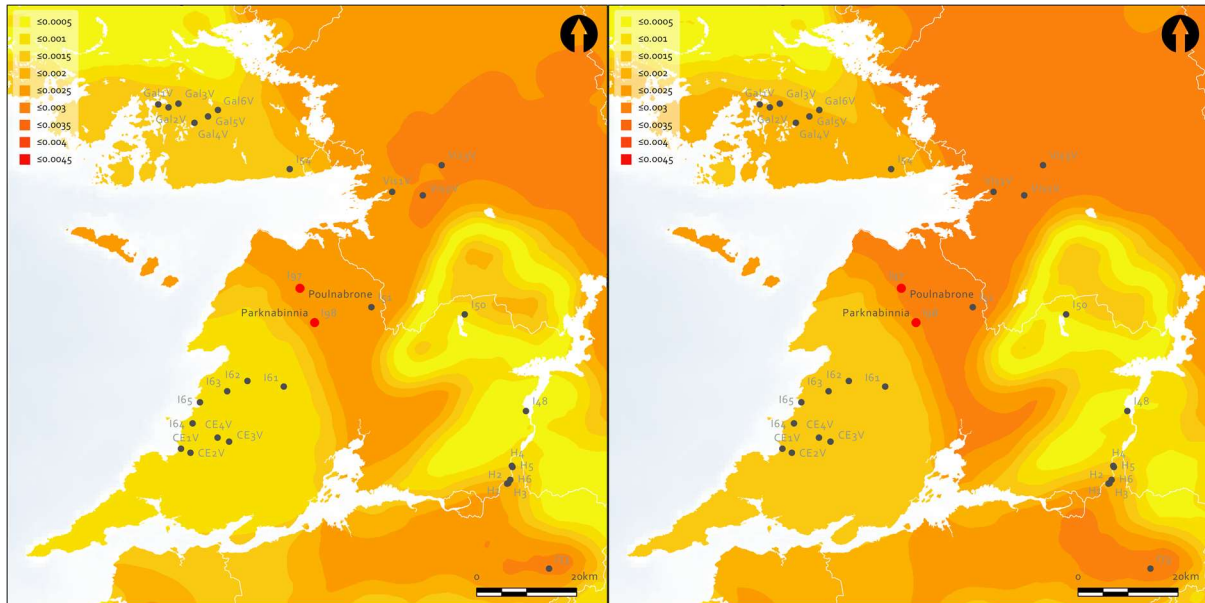 ≤0.0005
≤0.001
≤0.0015
≤0.002
≤0.0025
≤0.003
≤0.0035
≤0.004
≤0.0045
Gal1V
Gal3V
Gal6V
Gal2V
Gal5V
Gal4V
I54
I97
Poulnabrone
Parknabinnia
I98
I50
I62
I61
I63
I65
I48
I64
CE4V
CE1V
CE3V
CE2V
H4
H5
H2
H6
H3
0
20km
≤0.0005
≤0.001
≤0.0015
≤0.002
≤0.0025
≤0.003
≤0.0035
≤0.004
≤0.0045
Gal1V
Gal3V
Gal6V
Gal2V
Gal5V
Gal4V
Poulnabrone
Parknabinnia
I50
I62
I61
I63
I65
I48
I64
CE4V
CE1V
CE3V
CE2V
H4
H5
H2
H6
H3
0
20km